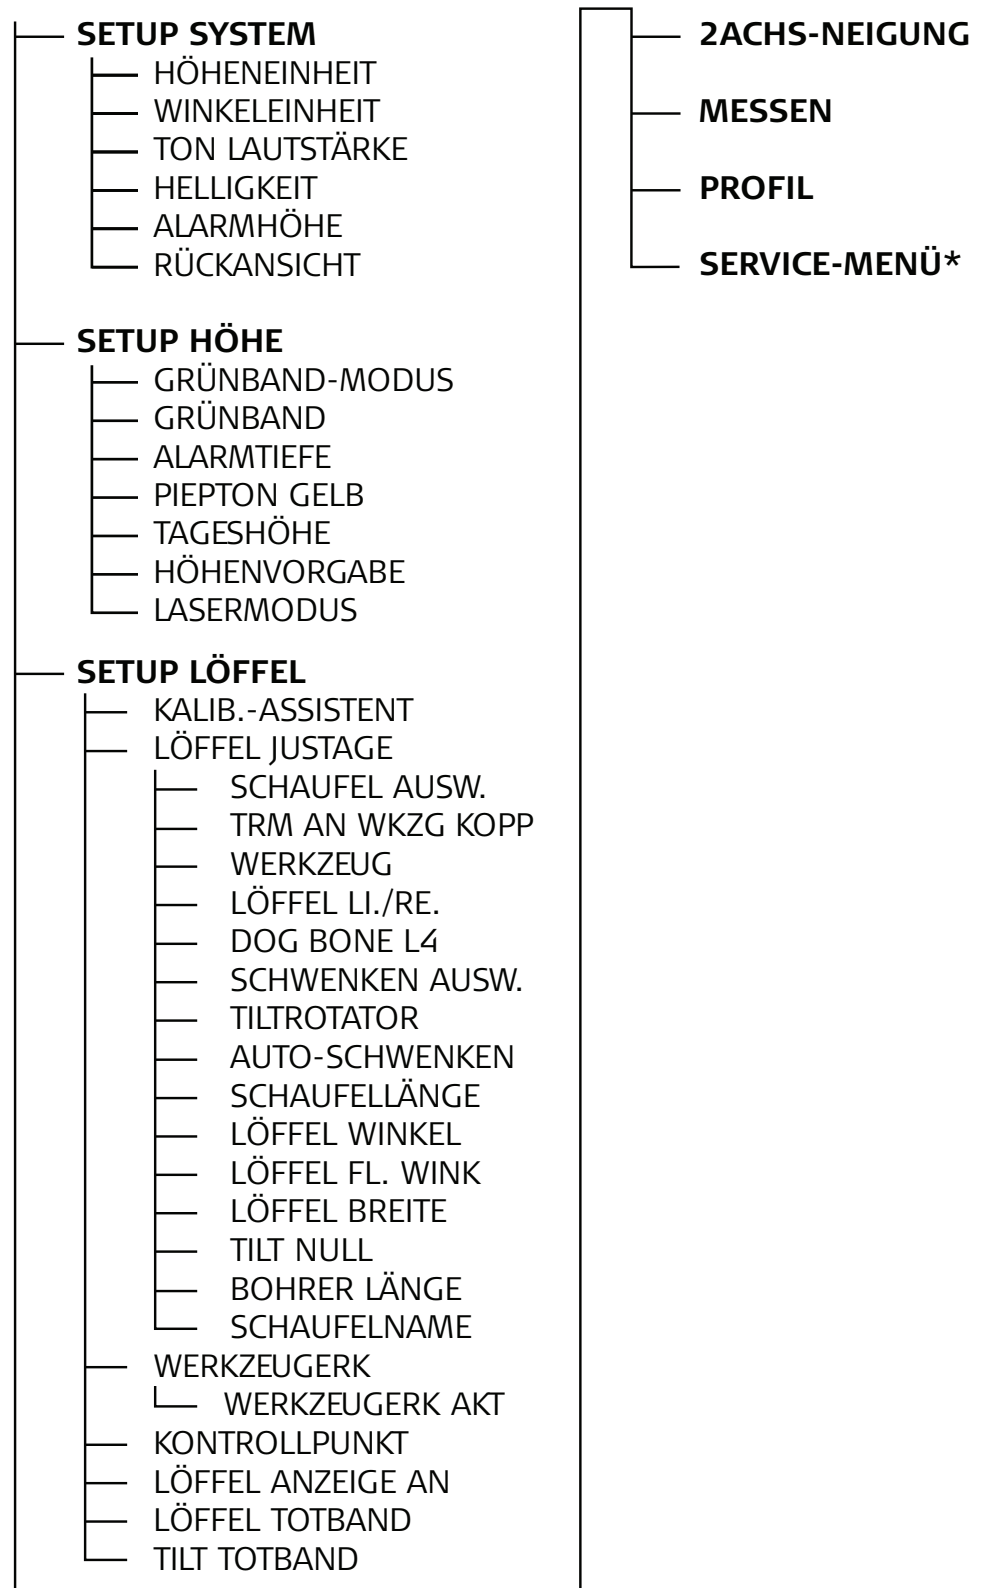 SETUP SYSTEM
HÖHENEINHEIT
WINKELEINHEIT
TON LAUTSTÄRKE
HELLIGKEIT
ALARMHÖHE
RÜCKANSICHT
SETUP HÖHE
GRÜNBAND-MODUS
GRÜNBAND
ALARMTIEFE
PIEPTON GELB
TAGESHÖHE
HÖHENVORGABE
LASERMODUS
SETUP LÖFFEL
KALIB.-ASSISTENT
LÖFFEL JUSTAGE
SCHAUFEL AUSW.
TRM AN WKZG KOPP
WERKZEUG
LÖFFEL LI./RE.
DOG BONE L4
SCHWENKEN AUSW.
TILTROTATOR
AUTO-SCHWENKEN
SCHAUFELLÄNGE
LÖFFEL WINKEL
LÖFFEL FL. WINK
LÖFFEL BREITE
TILT NULL
BOHRER LÄNGE
SCHAUFELNAME
WERKZEUGERK
WERKZEUGERK AKT
KONTROLLPUNKT
LÖFFEL ANZEIGE AN
LÖFFEL TOTBAND
TILT TOTBAND
2ACHS-NEIGUNG
MESSEN
PROFIL
SERVICE-MENÜ*